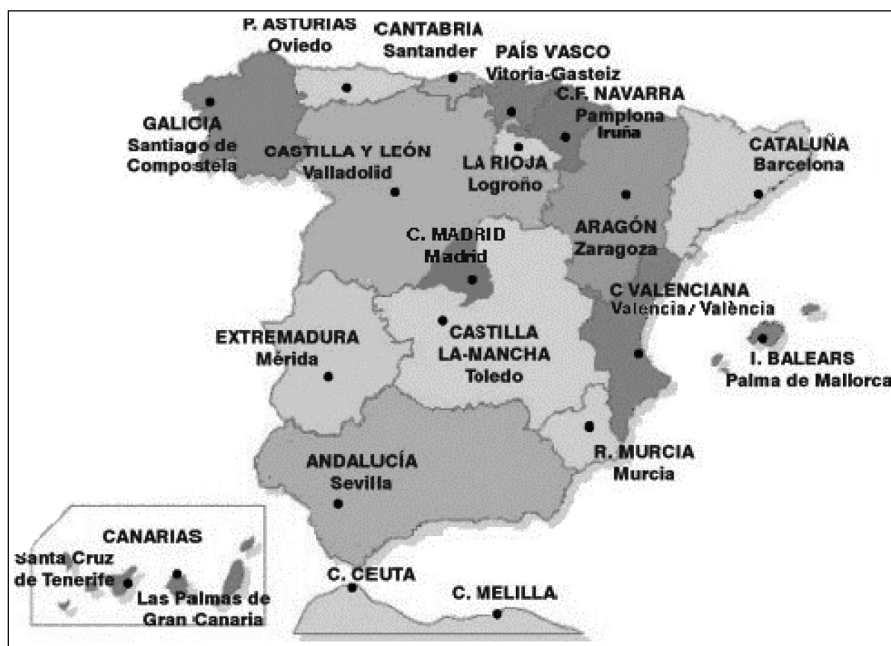 P. ASTURIAS
Oviedo
CANTABRIA
Santander
PAÍS VASCO
Vitoria-Gasteiz
C.F. NAVARRA
Pamplona
Iruña
GALICIA
Santiago de
Compostela
CASTILLA Y LEÓN
Valladolid
LA RIOJA
Logroño
CATALUÑA
Barcelona
ARAGÓN
Zaragoza
C. MADRID
Madrid
C VALENCIANA
Valencia / València
EXTREMADURA
Mérida
CASTILLA
LA-MANCHA
Toledo
I. BALEARS
Palma de Mallorca
R. MURCIA
Murcia
ANDALUCÍA
Sevilla
CANARIAS
Santa Cruz
de Tenerife
Las Palmas de
Gran Canaria
C. CEUTA
C. MELILLA